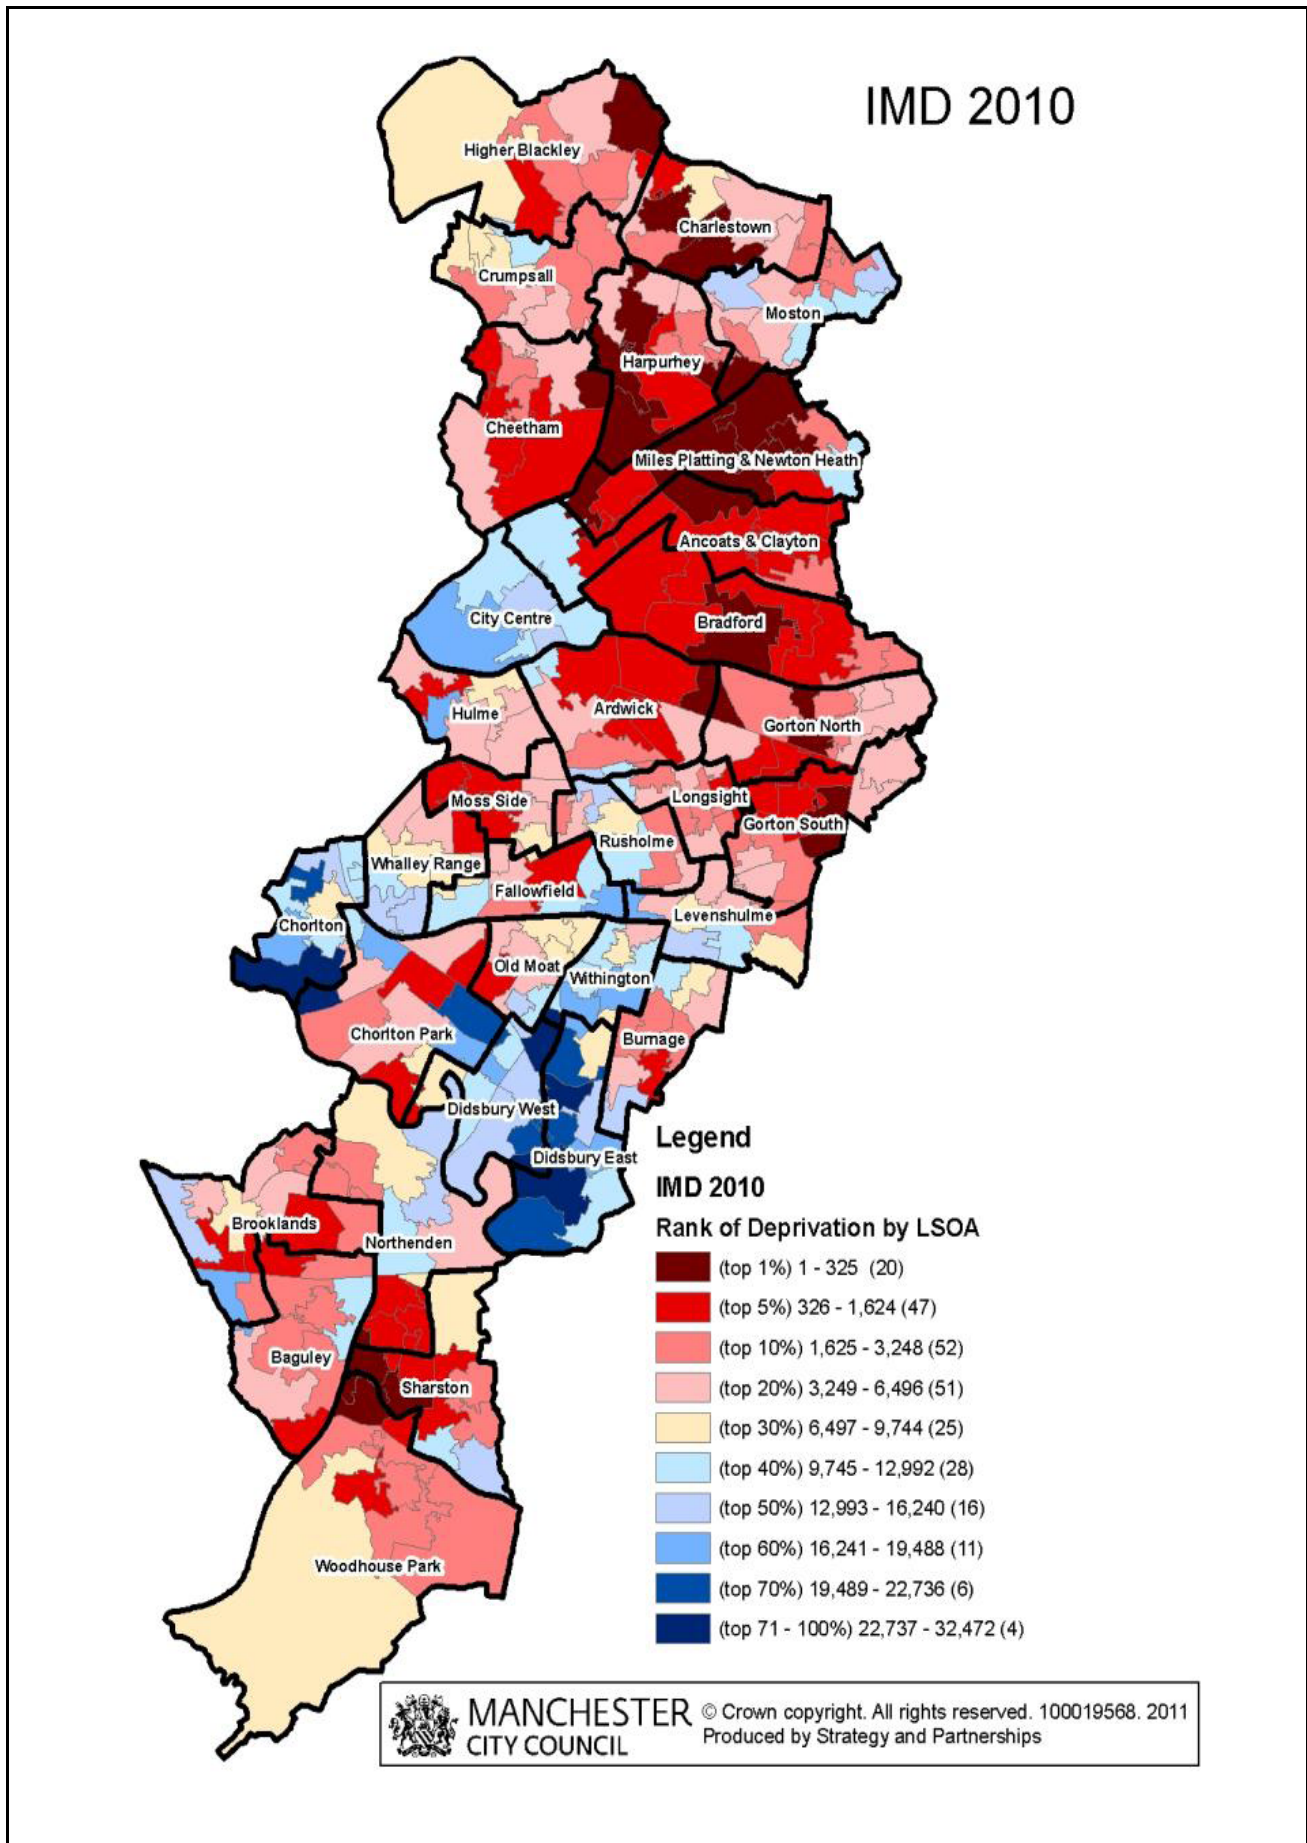 IMD 2010
Higher Blackley
Charlestown
Crumpsall
Moston
Harpurhey
Cheetham
Miles Platting & Newton Heath
Ancoats & Clayton
City Centre
Bradford
Hulme
Ardwick
Gorton North
Moss Side
Longsight
Gorton South
Rusholme
Whalley Range
Fallowfield
Levenshulme
Chorlton
Old Moat
Withington
Chorlton Park
Burnage
Didsbury West
Didsbury East
Brooklands
Northenden
Baguley
Sharston
Woodhouse Park
Legend
IMD 2010
Rank of Deprivation by LSOA
(top 1%) 1 - 325 (20)
(top 5%) 326 - 1,624 (47)
(top 10%) 1,625 - 3,248 (52)
(top 20%) 3,249 - 6,496 (51)
(top 30%) 6,497 - 9,744 (25)
(top 40%) 9,745 - 12,992 (28)
(top 50%) 12,993 - 16,240 (16)
(top 60%) 16,241 - 19,488 (11)
(top 70%) 19,489 - 22,736 (6)
(top 71 - 100%) 22,737 - 32,472 (4)
MANCHESTER
CITY COUNCIL
© Crown copyright. All rights reserved. 100019568. 2011
Produced by Strategy and Partnerships